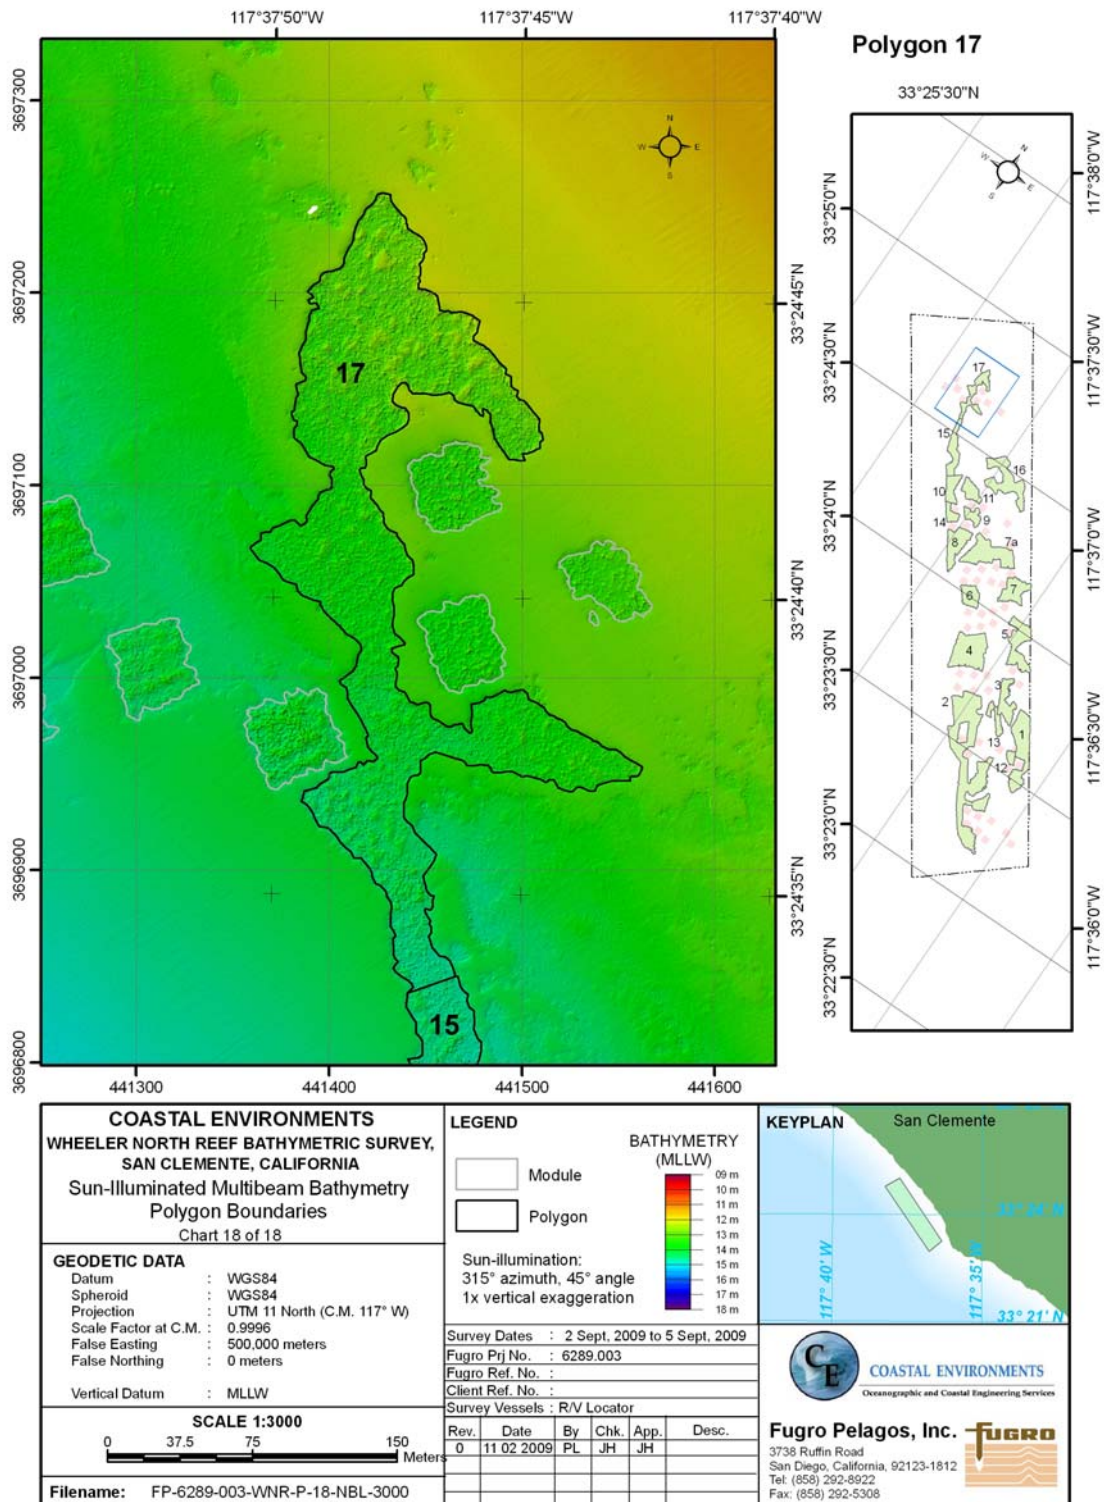 117°37'50"W
117°37'45"W
117°37'40"W
Polygon 17
33°25'30"N
3697300
3697200
3697100
3697000
3696900
3696800
N
W
E
S
17
15
33°24'45"N
33°24'40"N
33°24'35"N
441300
441400
441500
441600
33°25'0"N
33°24'30"N
33°24'0"N
33°23'30"N
33°23'0"N
33°22'30"N
117°38'0"W
117°37'30"W
117°37'0"W
117°36'30"W
117°36'0"W
N
W
E
S
17
15
16
10
11
14
9
8
7a
6
7
5
4
3
2
1
13
12
COASTAL ENVIRONMENTS
WHEELER NORTH REEF BATHYMETRIC SURVEY,
SAN CLEMENTE, CALIFORNIA
Sun-Illuminated Multibeam Bathymetry
Polygon Boundaries
Chart 18 of 18
GEODETIC DATA
Datum : WGS84
Spheroid : WGS84
Projection : UTM 11 North (C.M. 117° W)
Scale Factor at C.M. : 0.9996
False Easting : 500,000 meters
False Northing : 0 meters
Vertical Datum : MLLW
SCALE 1:3000
0 37.5 75 150
Meters
Filename: FP-6289-003-WNR-P-18-NBL-3000
LEGEND
Module
Polygon
Sun-illumination:
315° azimuth, 45° angle
1x vertical exaggeration
BATHYMETRY
(MLLW)
09 m
10 m
11 m
12 m
13 m
14 m
15 m
16 m
17 m
18 m
Survey Dates : 2 Sept, 2009 to 5 Sept, 2009
Fugro Prj No. : 6289.003
Fugro Ref. No. :
Client Ref. No. :
Survey Vessels : R/V Locator
Rev. Date By Chk. App. Desc.
0 11 02 2009 PL JH JH
KEYPLAN
San Clemente
33° 24' N
117° 40' W
117° 35' W
33° 21' N
CE
COASTAL ENVIRONMENTS
Oceanographic and Coastal Engineering Services
Fugro Pelagos, Inc.
FUGRO
3738 Ruffin Road
San Diego, California, 92123-1812
Tel: (858) 292-8922
Fax: (858) 292-5308